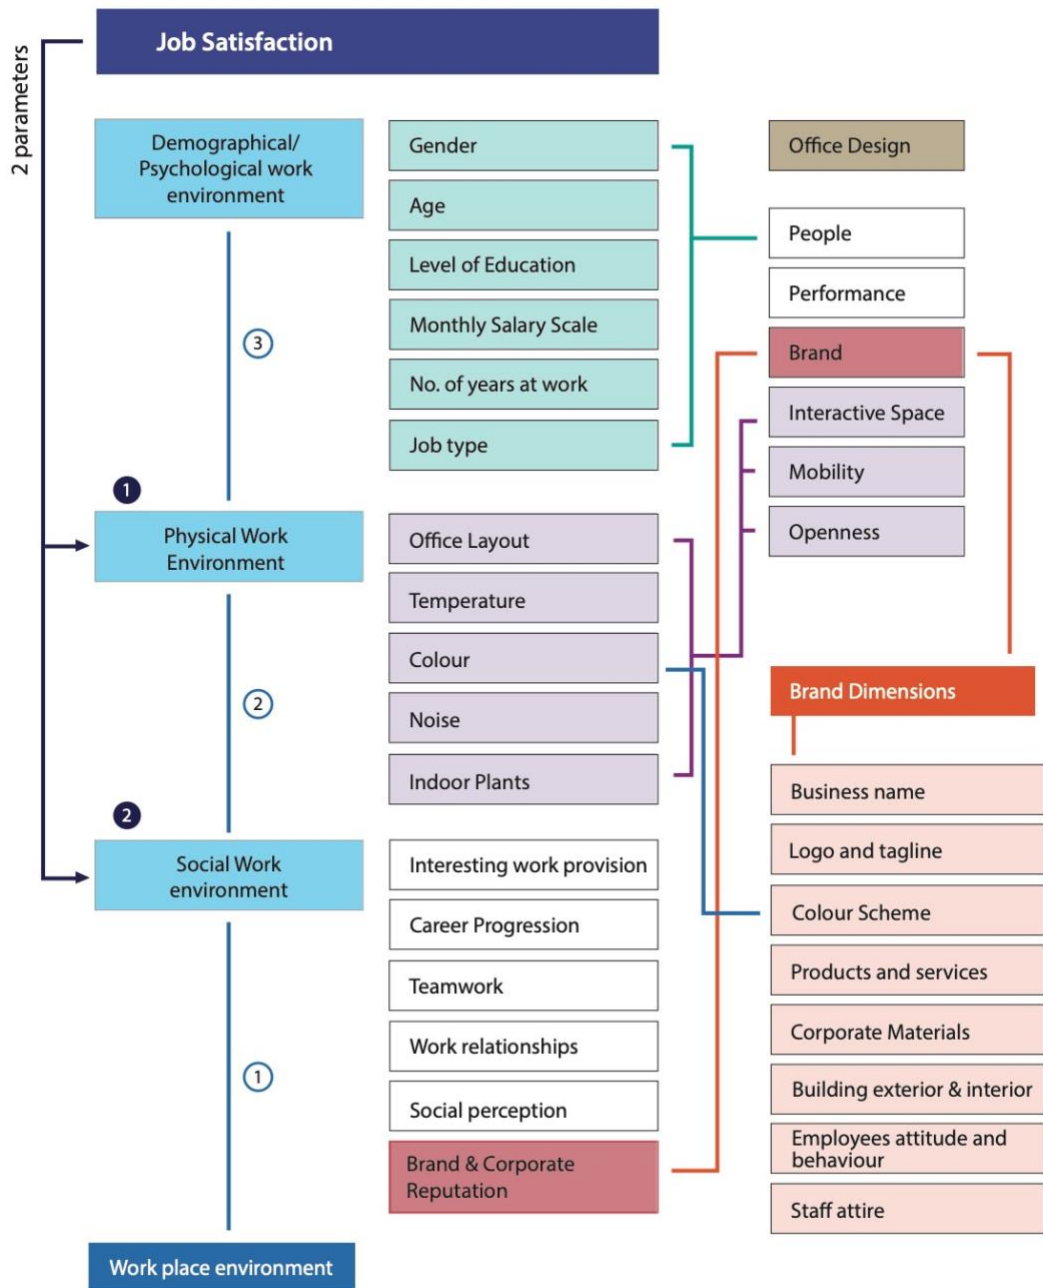 2 parameters
Job Satisfaction
Demographical/
Psychological work
environment
3
1
Physical Work
Environment
2
2
Social Work
environment
1
Work place environment
Gender
Age
Level of Education
Monthly Salary Scale
No. of years at work
Job type
Office Layout
Temperature
Colour
Noise
Indoor Plants
Interesting work provision
Career Progression
Teamwork
Work relationships
Social perception
Brand & Corporate
Reputation
Office Design
People
Performance
Brand
Interactive Space
Mobility
Openness
Brand Dimensions
Business name
Logo and tagline
Colour Scheme
Products and services
Corporate Materials
Building exterior & interior
Employees attitude and
behaviour
Staff attire